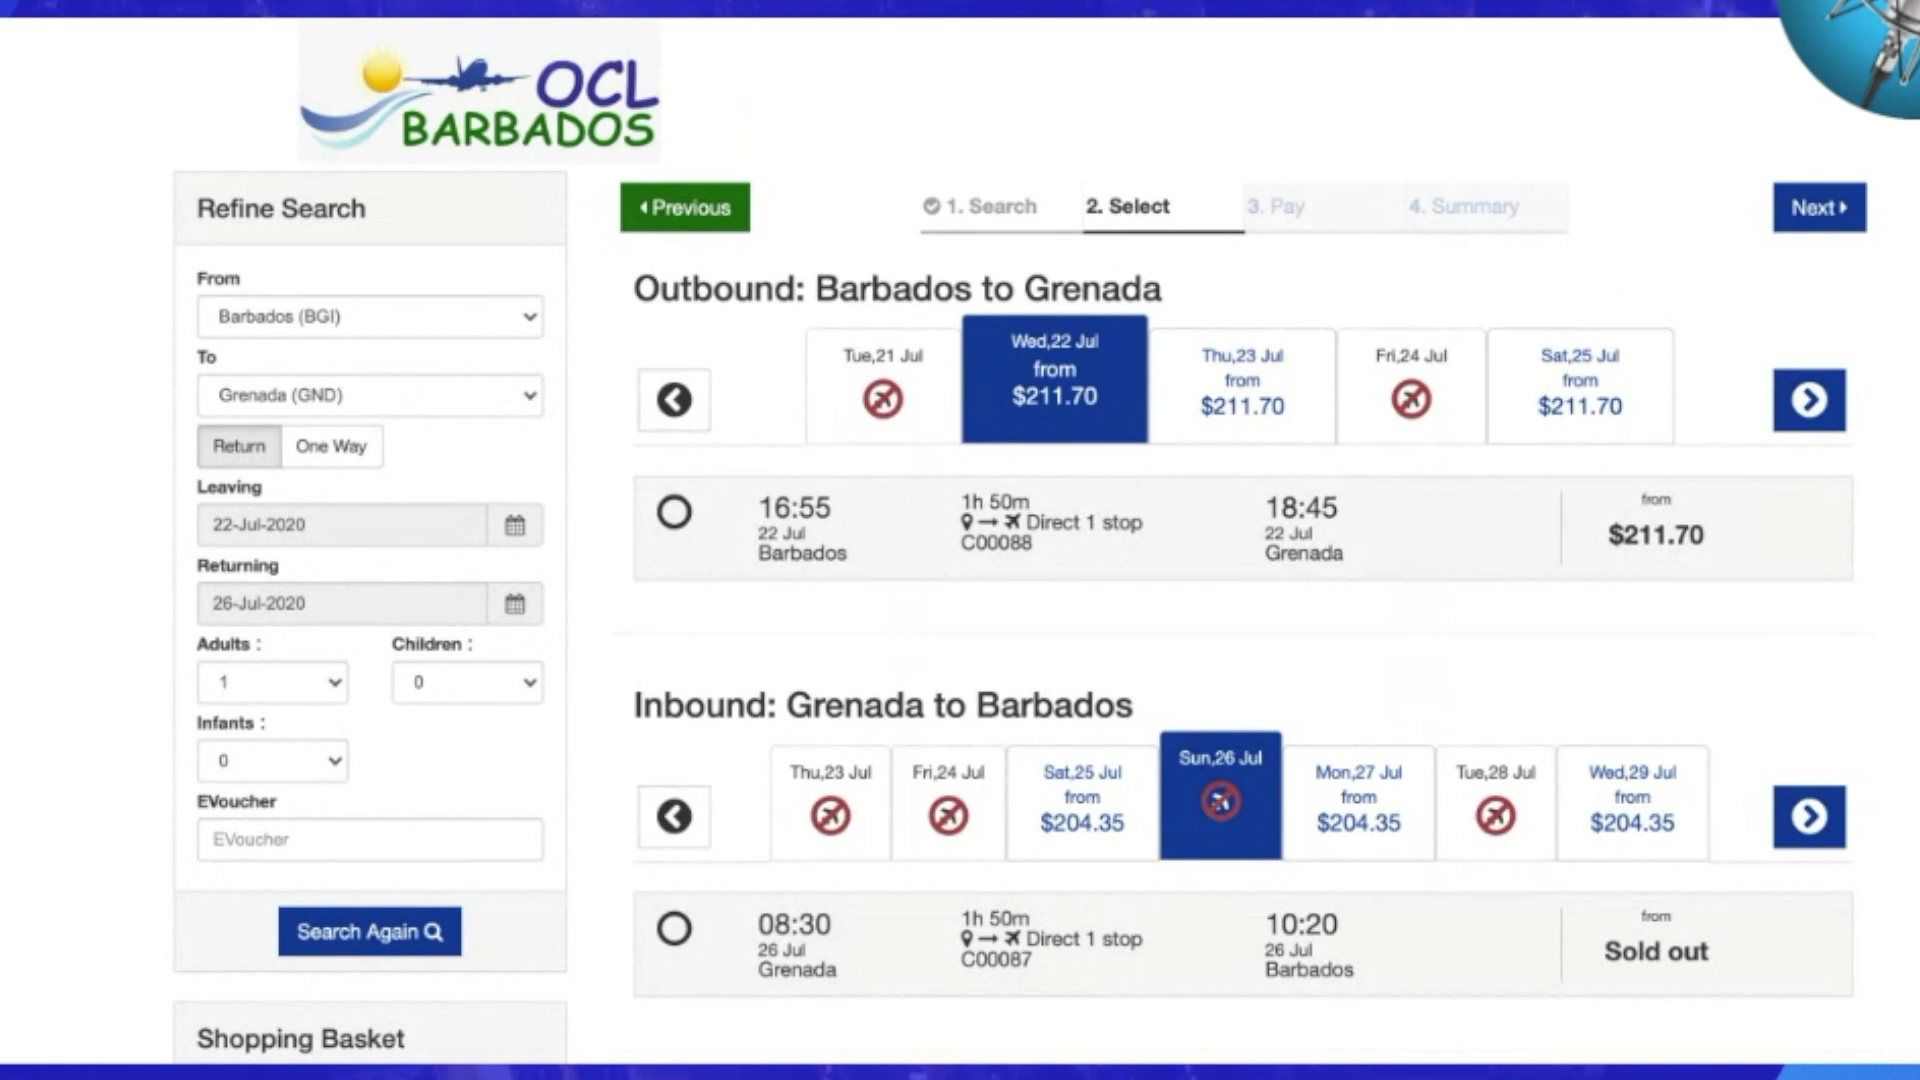 OCL
BARBADOS
Refine Search
From
Barbados (BGI)
To
Grenada (GND)
Return One Way
Leaving
22-Jul-2020
Returning
26-Jul-2020
Adults : Children :
1 0
Infants :
0
EVoucher
EVoucher
Search Again
Shopping Basket
Previous
1. Search 2. Select 3. Pay 4. Summary
Next
Outbound: Barbados to Grenada
Tue,21 Jul
Wed,22 Jul
from
$211.70
Thu,23 Jul
from
$211.70
Fri,24 Jul
Sat,25 Jul
from
$211.70
16:55
22 Jul
Barbados
1h 50m
Direct 1 stop
C00088
18:45
22 Jul
Grenada
from
$211.70
Inbound: Grenada to Barbados
Thu,23 Jul
Fri,24 Jul
Sat,25 Jul
from
$204.35
Sun,26 Jul
Mon,27 Jul
from
$204.35
Tue,28 Jul
Wed,29 Jul
from
$204.35
08:30
26 Jul
Grenada
1h 50m
Direct 1 stop
C00087
10:20
26 Jul
Barbados
from
Sold out